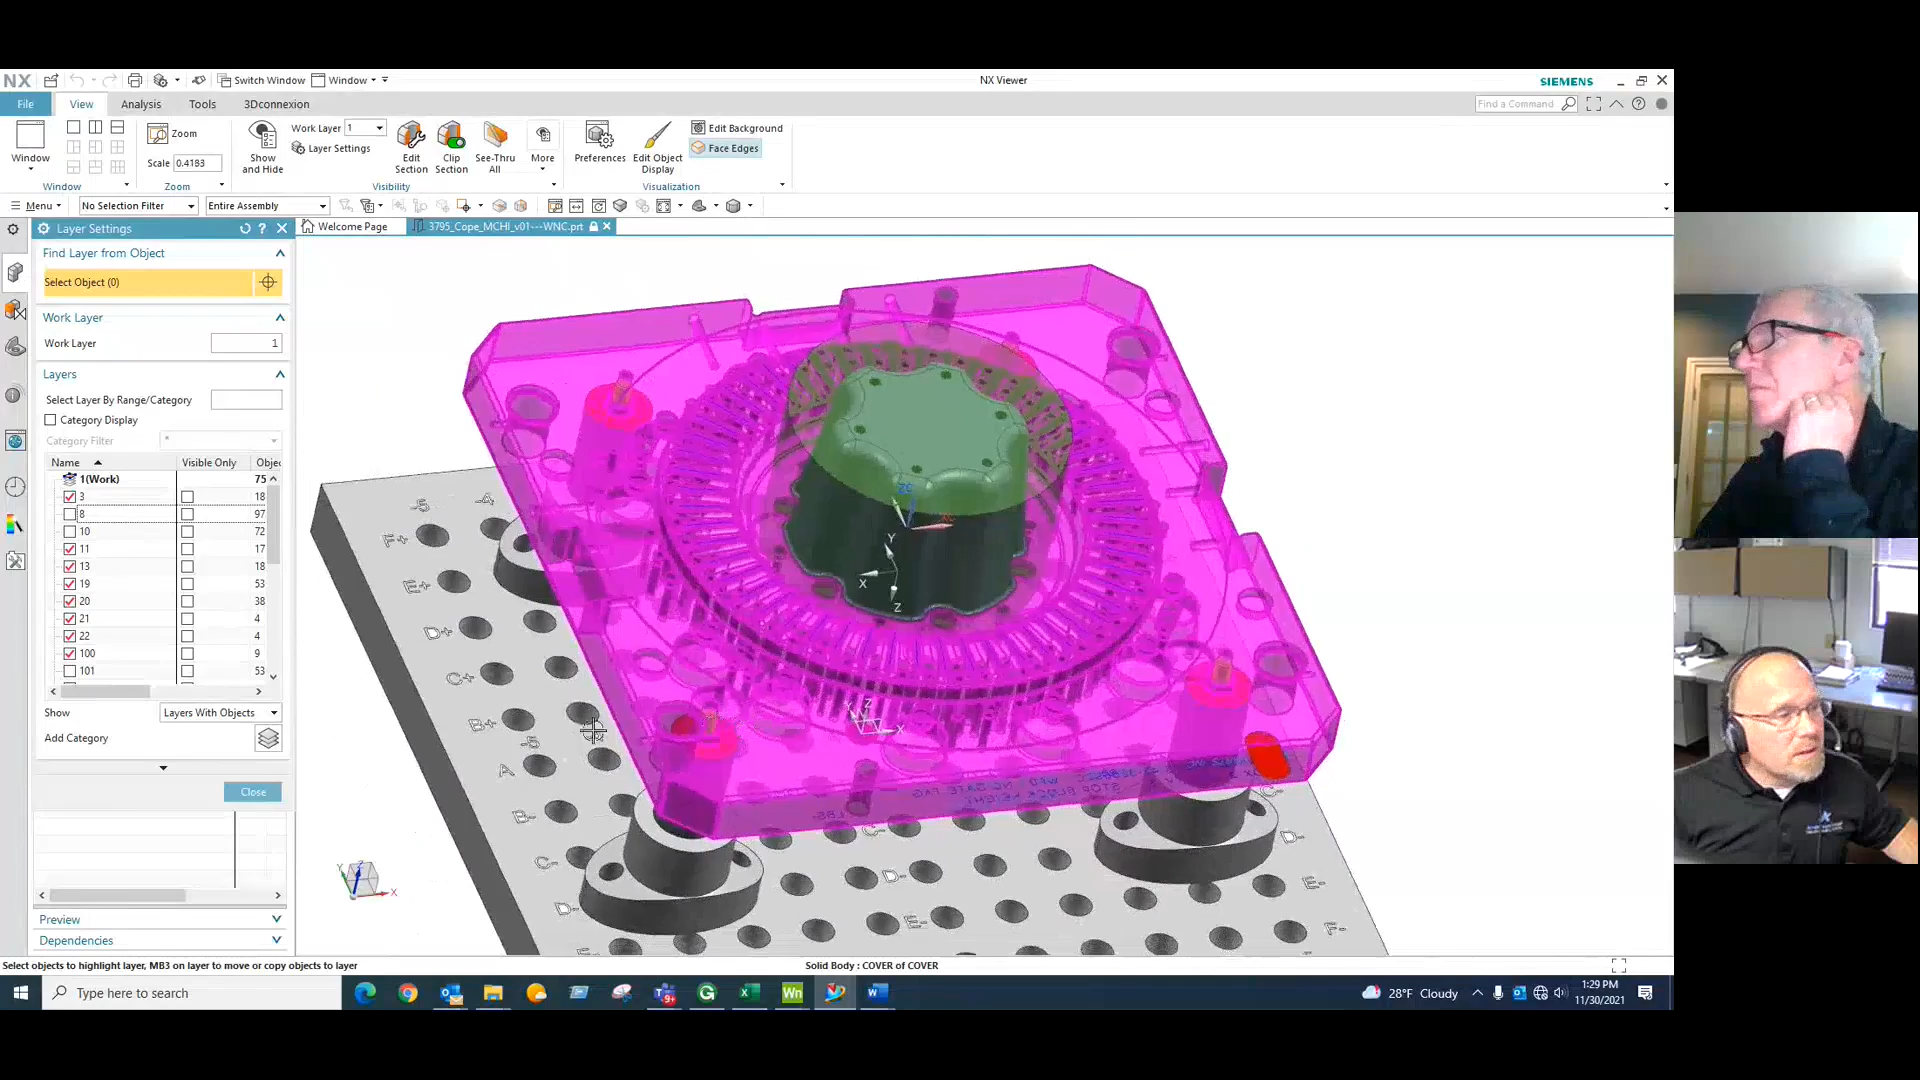 NX
Switch Window
Window
NX Viewer
SIEMENS
File
View
Analysis
Tools
3Dconnexion
Find a Command
Window
Zoom
Scale 0.4183
Show and Hide
Work Layer 1
Layer Settings
Edit Section
Clip Section
See-Thru All
More
Preferences
Edit Object Display
Edit Background
Face Edges
Window
Zoom
Visibility
Visualization
Menu
No Selection Filter
Entire Assembly
Layer Settings
Welcome Page
3795_Cope_MCHI_v01---WNC.prt
Find Layer from Object
Select Object (0)
Work Layer
Work Layer 1
Layers
Select Layer By Range/Category
Category Display
Category Filter *
Name Visible Only Objec
1(Work) 75
3 18
8 97
10 72
11 17
13 18
19 53
20 38
21 4
22 4
100 9
101 53
Show Layers With Objects
Add Category
Close
Preview
Dependencies
-5
-A
F+
E+
D+
C+
B+
-5
A
B-
C-
D-
C-
D-
E-
C-
D-
E-
F-
Y
X
Z
Y Z
X
Y
Z
X
Select objects to highlight layer, MB3 on layer to move or copy objects to layer
Solid Body : COVER of COVER
Type here to search
28°F Cloudy
1:29 PM
11/30/2021